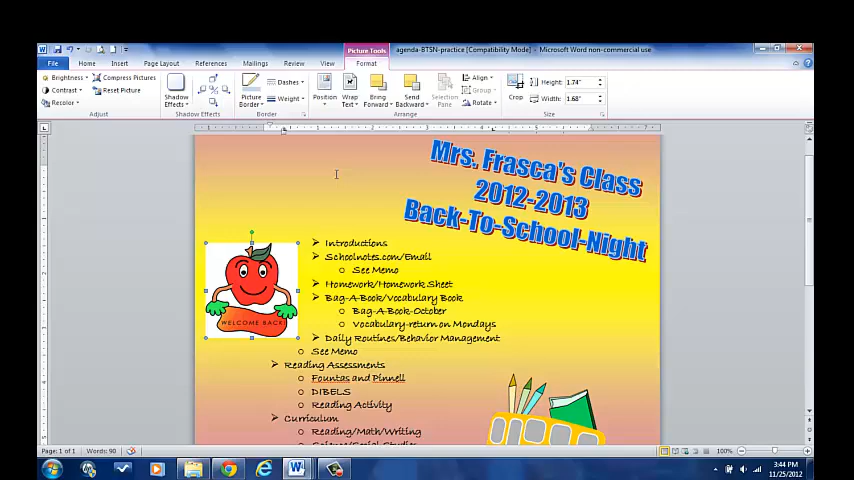 Picture Tools
agenda-BTSN-practice [Compatibility Mode] - Microsoft Word non-commercial use
File Home Insert Page Layout References Mailings Review View Format
Brightness Compress Pictures Dashes Align Height: 1.74"
Contrast Reset Picture Shadow Effects Picture Border Weight Position Wrap Text Bring Forward Send Backward Selection Pane Crop Width: 1.68"
Recolor Rotate
Adjust Shadow Effects Border Arrange Size
Mrs. Frasca's Class
2012-2013
Back-To-School-Night
WELCOME BACK!
➢ Introductions
➢ Schoolnotes.com/Email
o See Memo
➢ Homework/Homework Sheet
➢ Bag-A-Book/Vocabulary Book
o Bag-A-Book-October
o Vocabulary-return on Mondays
➢ Daily Routines/Behavior Management
o See Memo
➢ Reading Assessments
o Fountas and Pinnell
o DIBELS
o Reading Activity
➢ Curriculum
o Reading/Math/Writing
Page: 1 of 1 Words: 90 100%
3:44 PM
11/25/2012